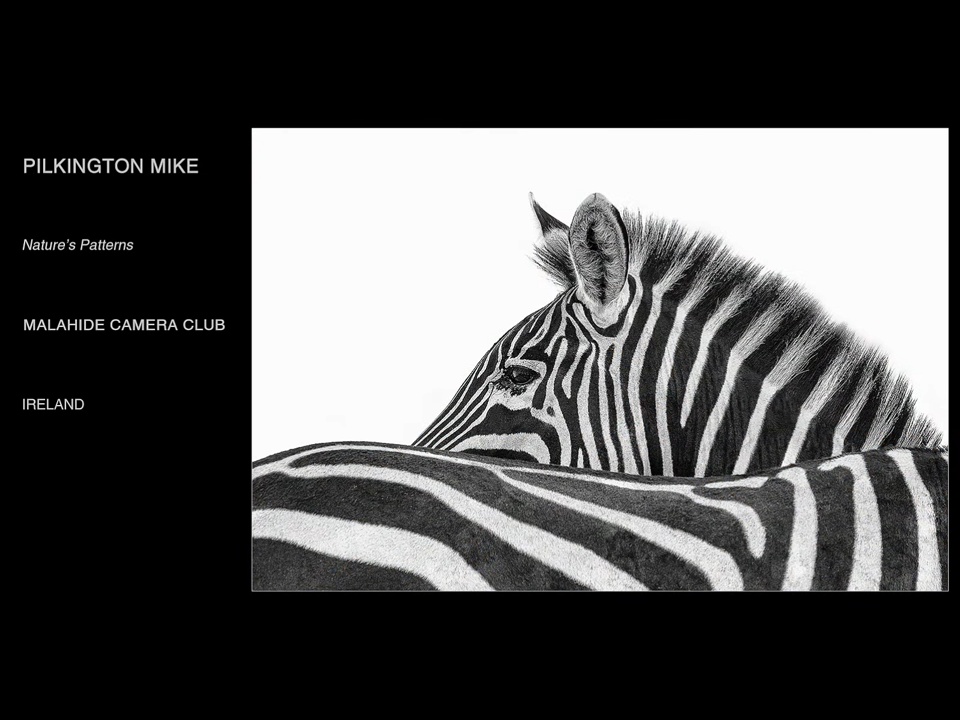 PILKINGTON MIKE
Nature's Patterns
MALAHIDE CAMERA CLUB
IRELAND